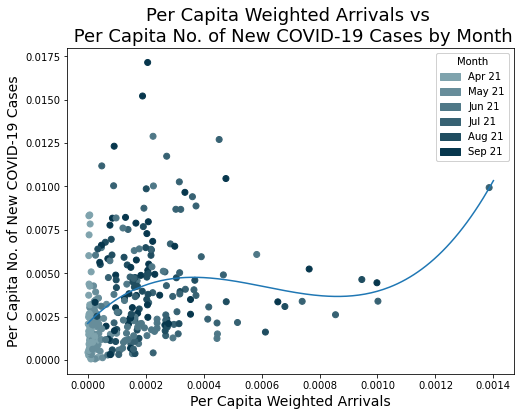 Per Capita Weighted Arrivals vs
Per Capita No. of New COVID-19 Cases by Month
Per Capita No. of New COVID-19 Cases
0.0175
0.0150
0.0125
0.0100
0.0075
0.0050
0.0025
0.0000
Month
Apr 21
May 21
Jun 21
Jul 21
Aug 21
Sep 21
0.0000 0.0002 0.0004 0.0006 0.0008 0.0010 0.0012 0.0014
Per Capita Weighted Arrivals